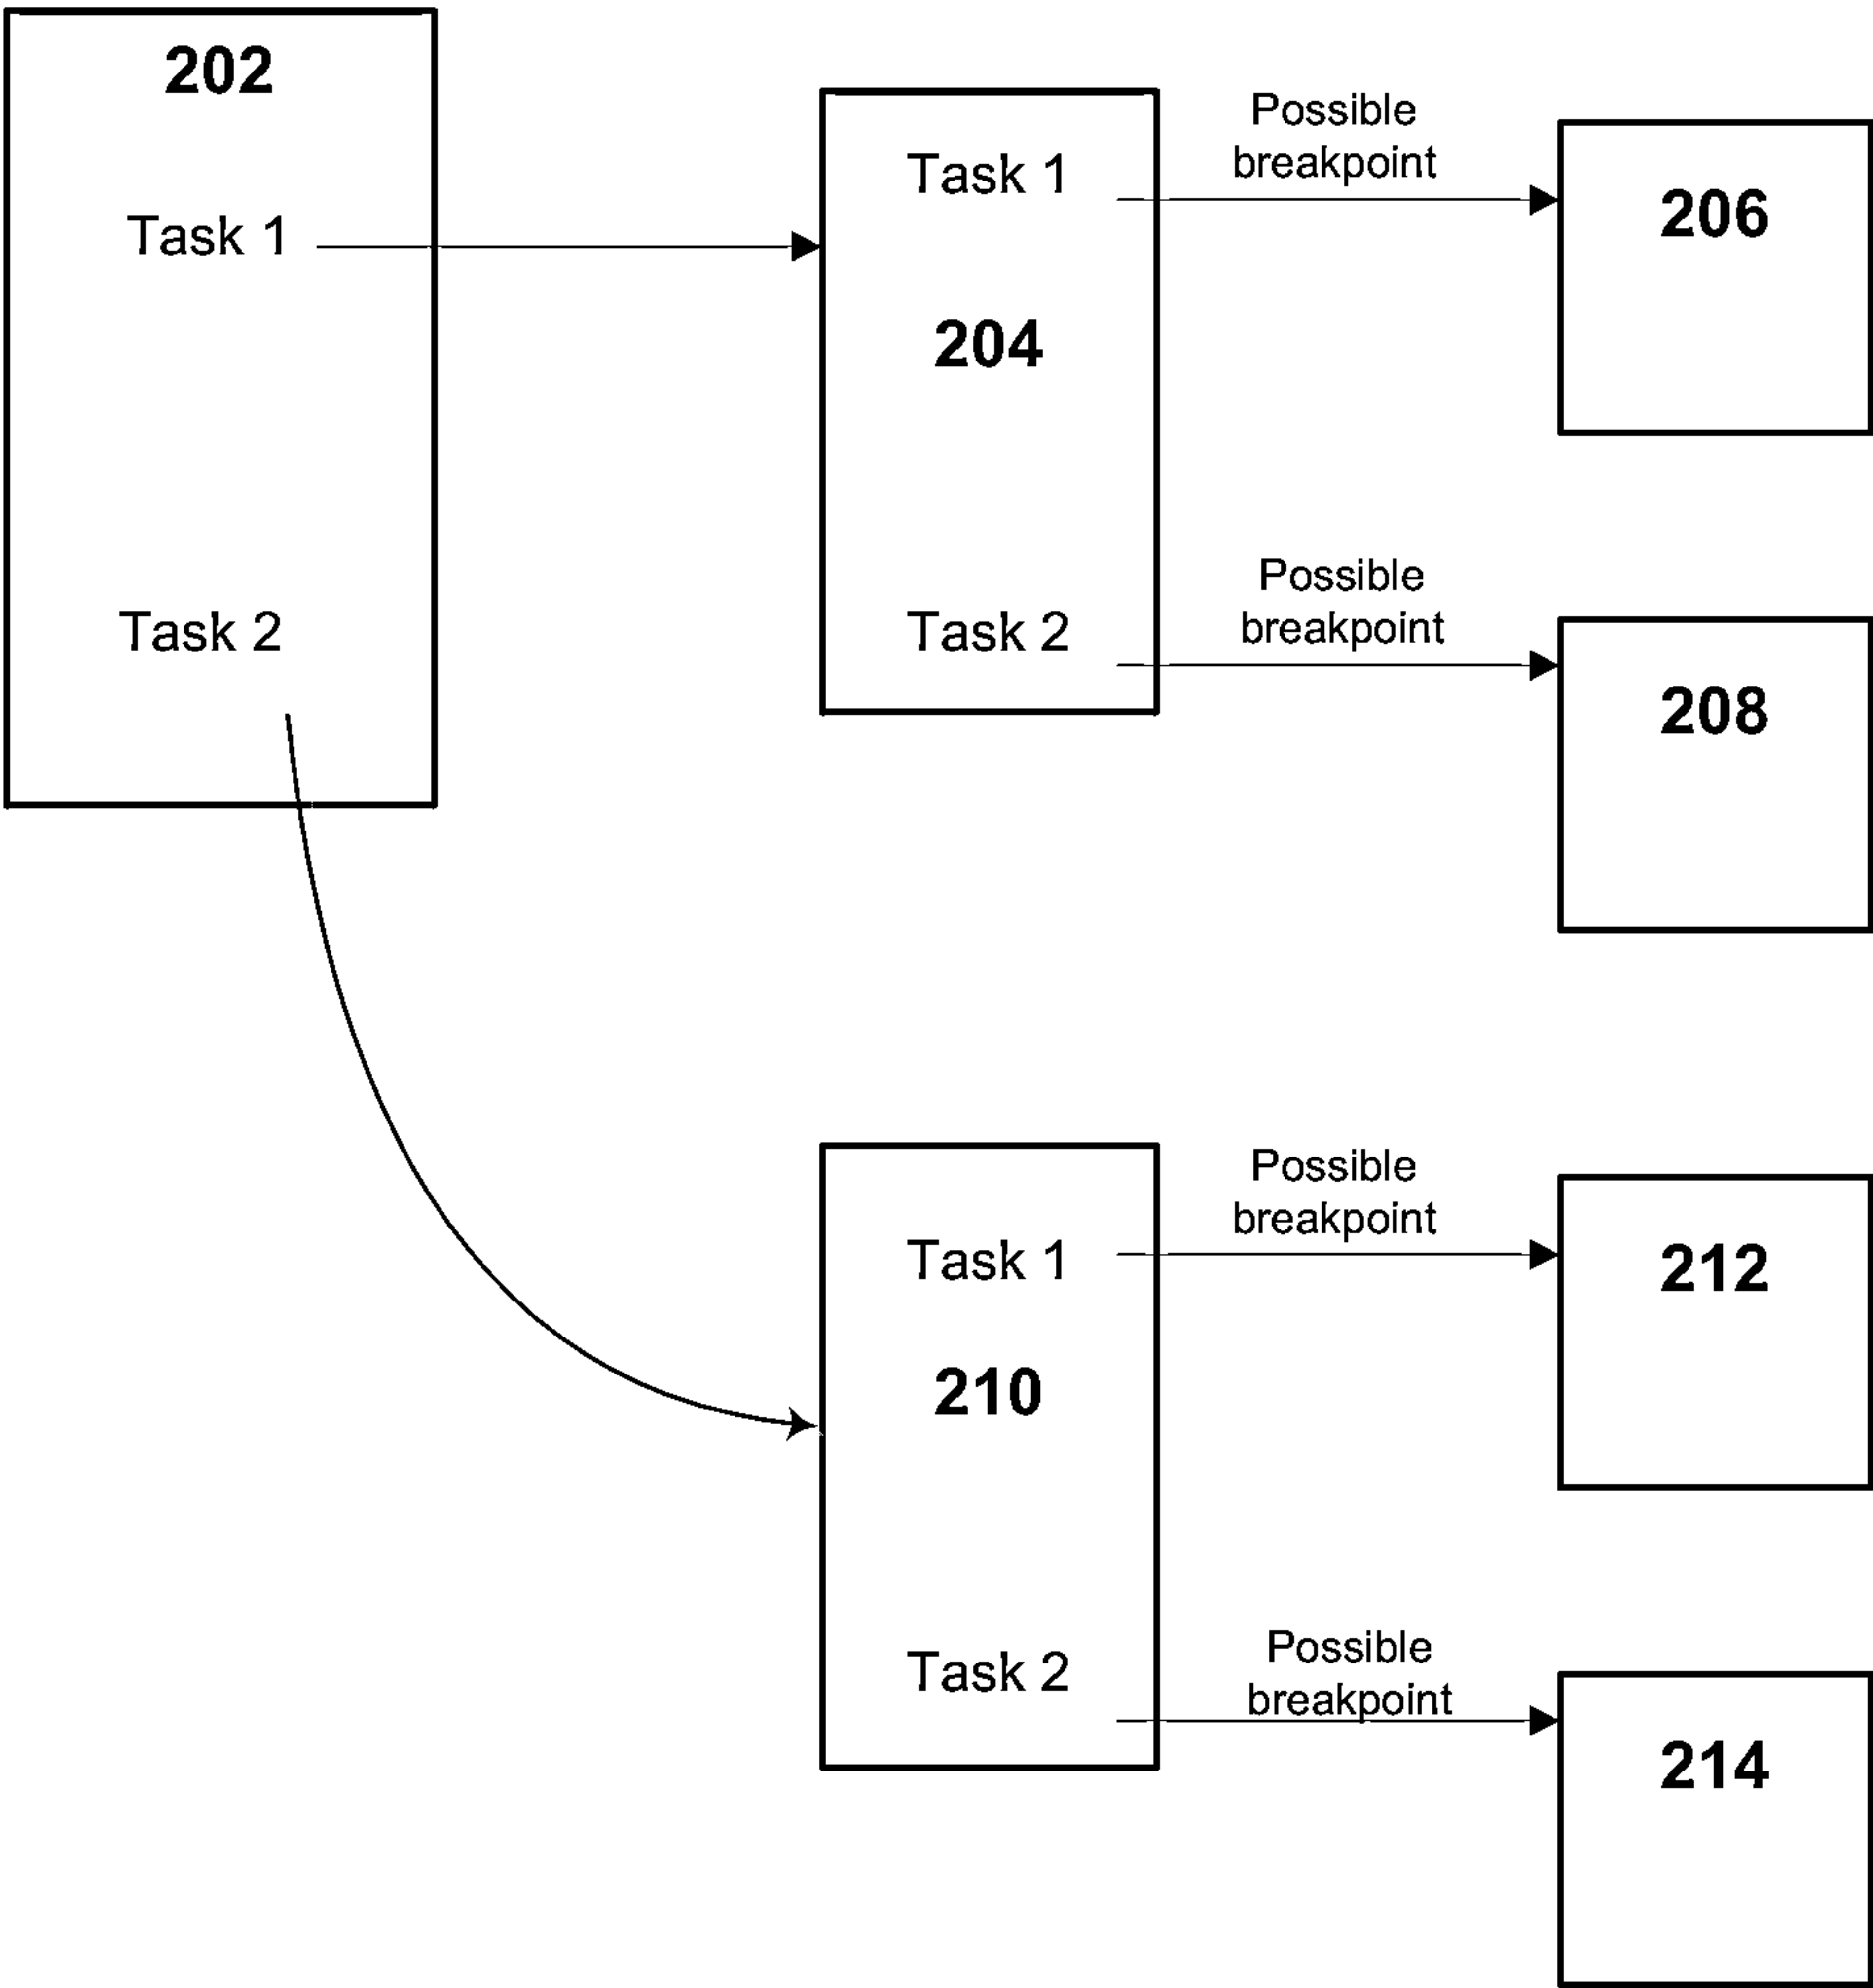 202
Task 1
Task 2
Task 1
204
Task 2
Possible
breakpoint
206
Possible
breakpoint
208
Task 1
210
Task 2
Possible
breakpoint
212
Possible
breakpoint
214